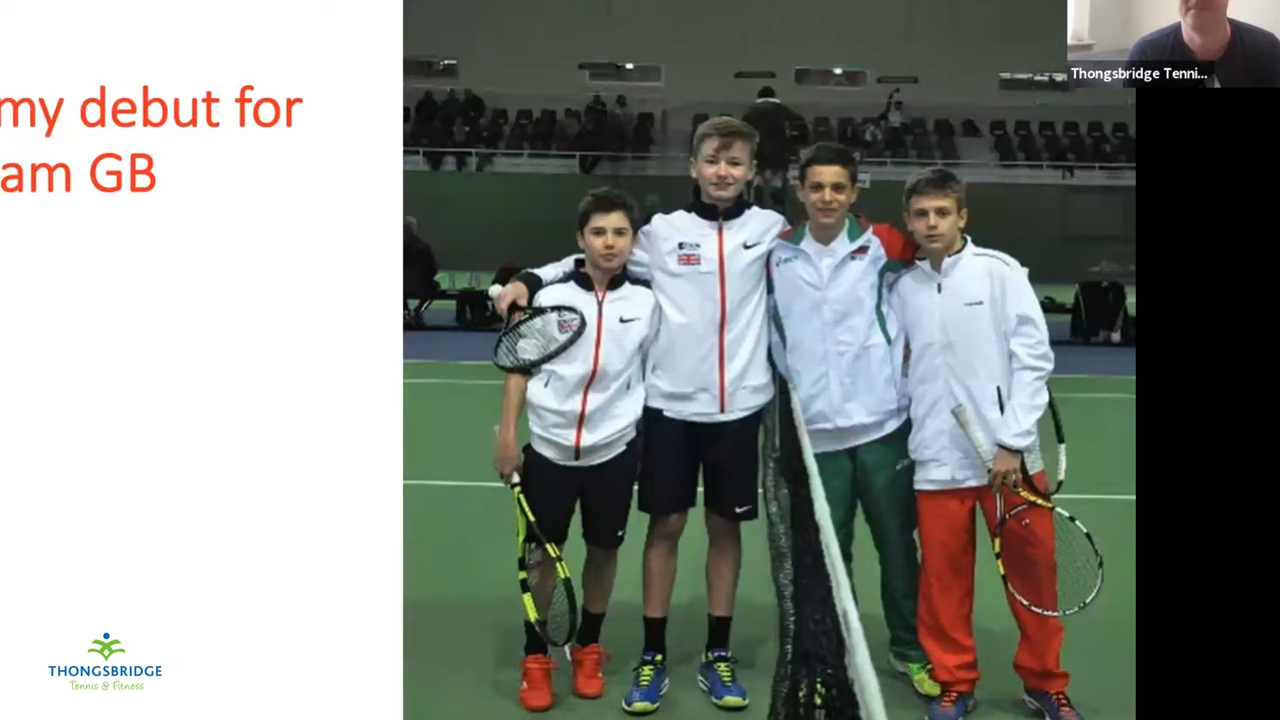 my debut for
am GB
Thongsbridge Tenni...
THONGSBRIDGE
Tennis & Fitness